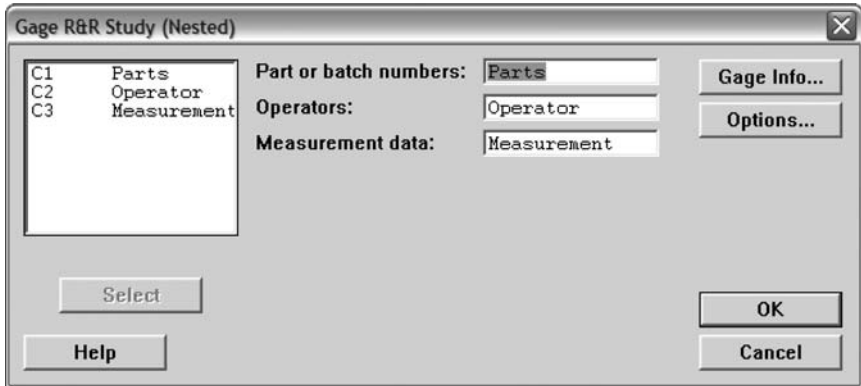 Gage R&R Study (Nested)
C1 Parts
C2 Operator
C3 Measurement
Part or batch numbers: Parts
Operators: Operator
Measurement data: Measurement
Gage Info...
Options...
Select
Help
OK
Cancel